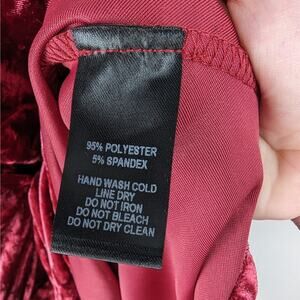 95% POLYESTER
5% SPANDEX
HAND WASH COLD
LINE DRY
DO NOT IRON
DO NOT BLEACH
DO NOT DRY CLEAN